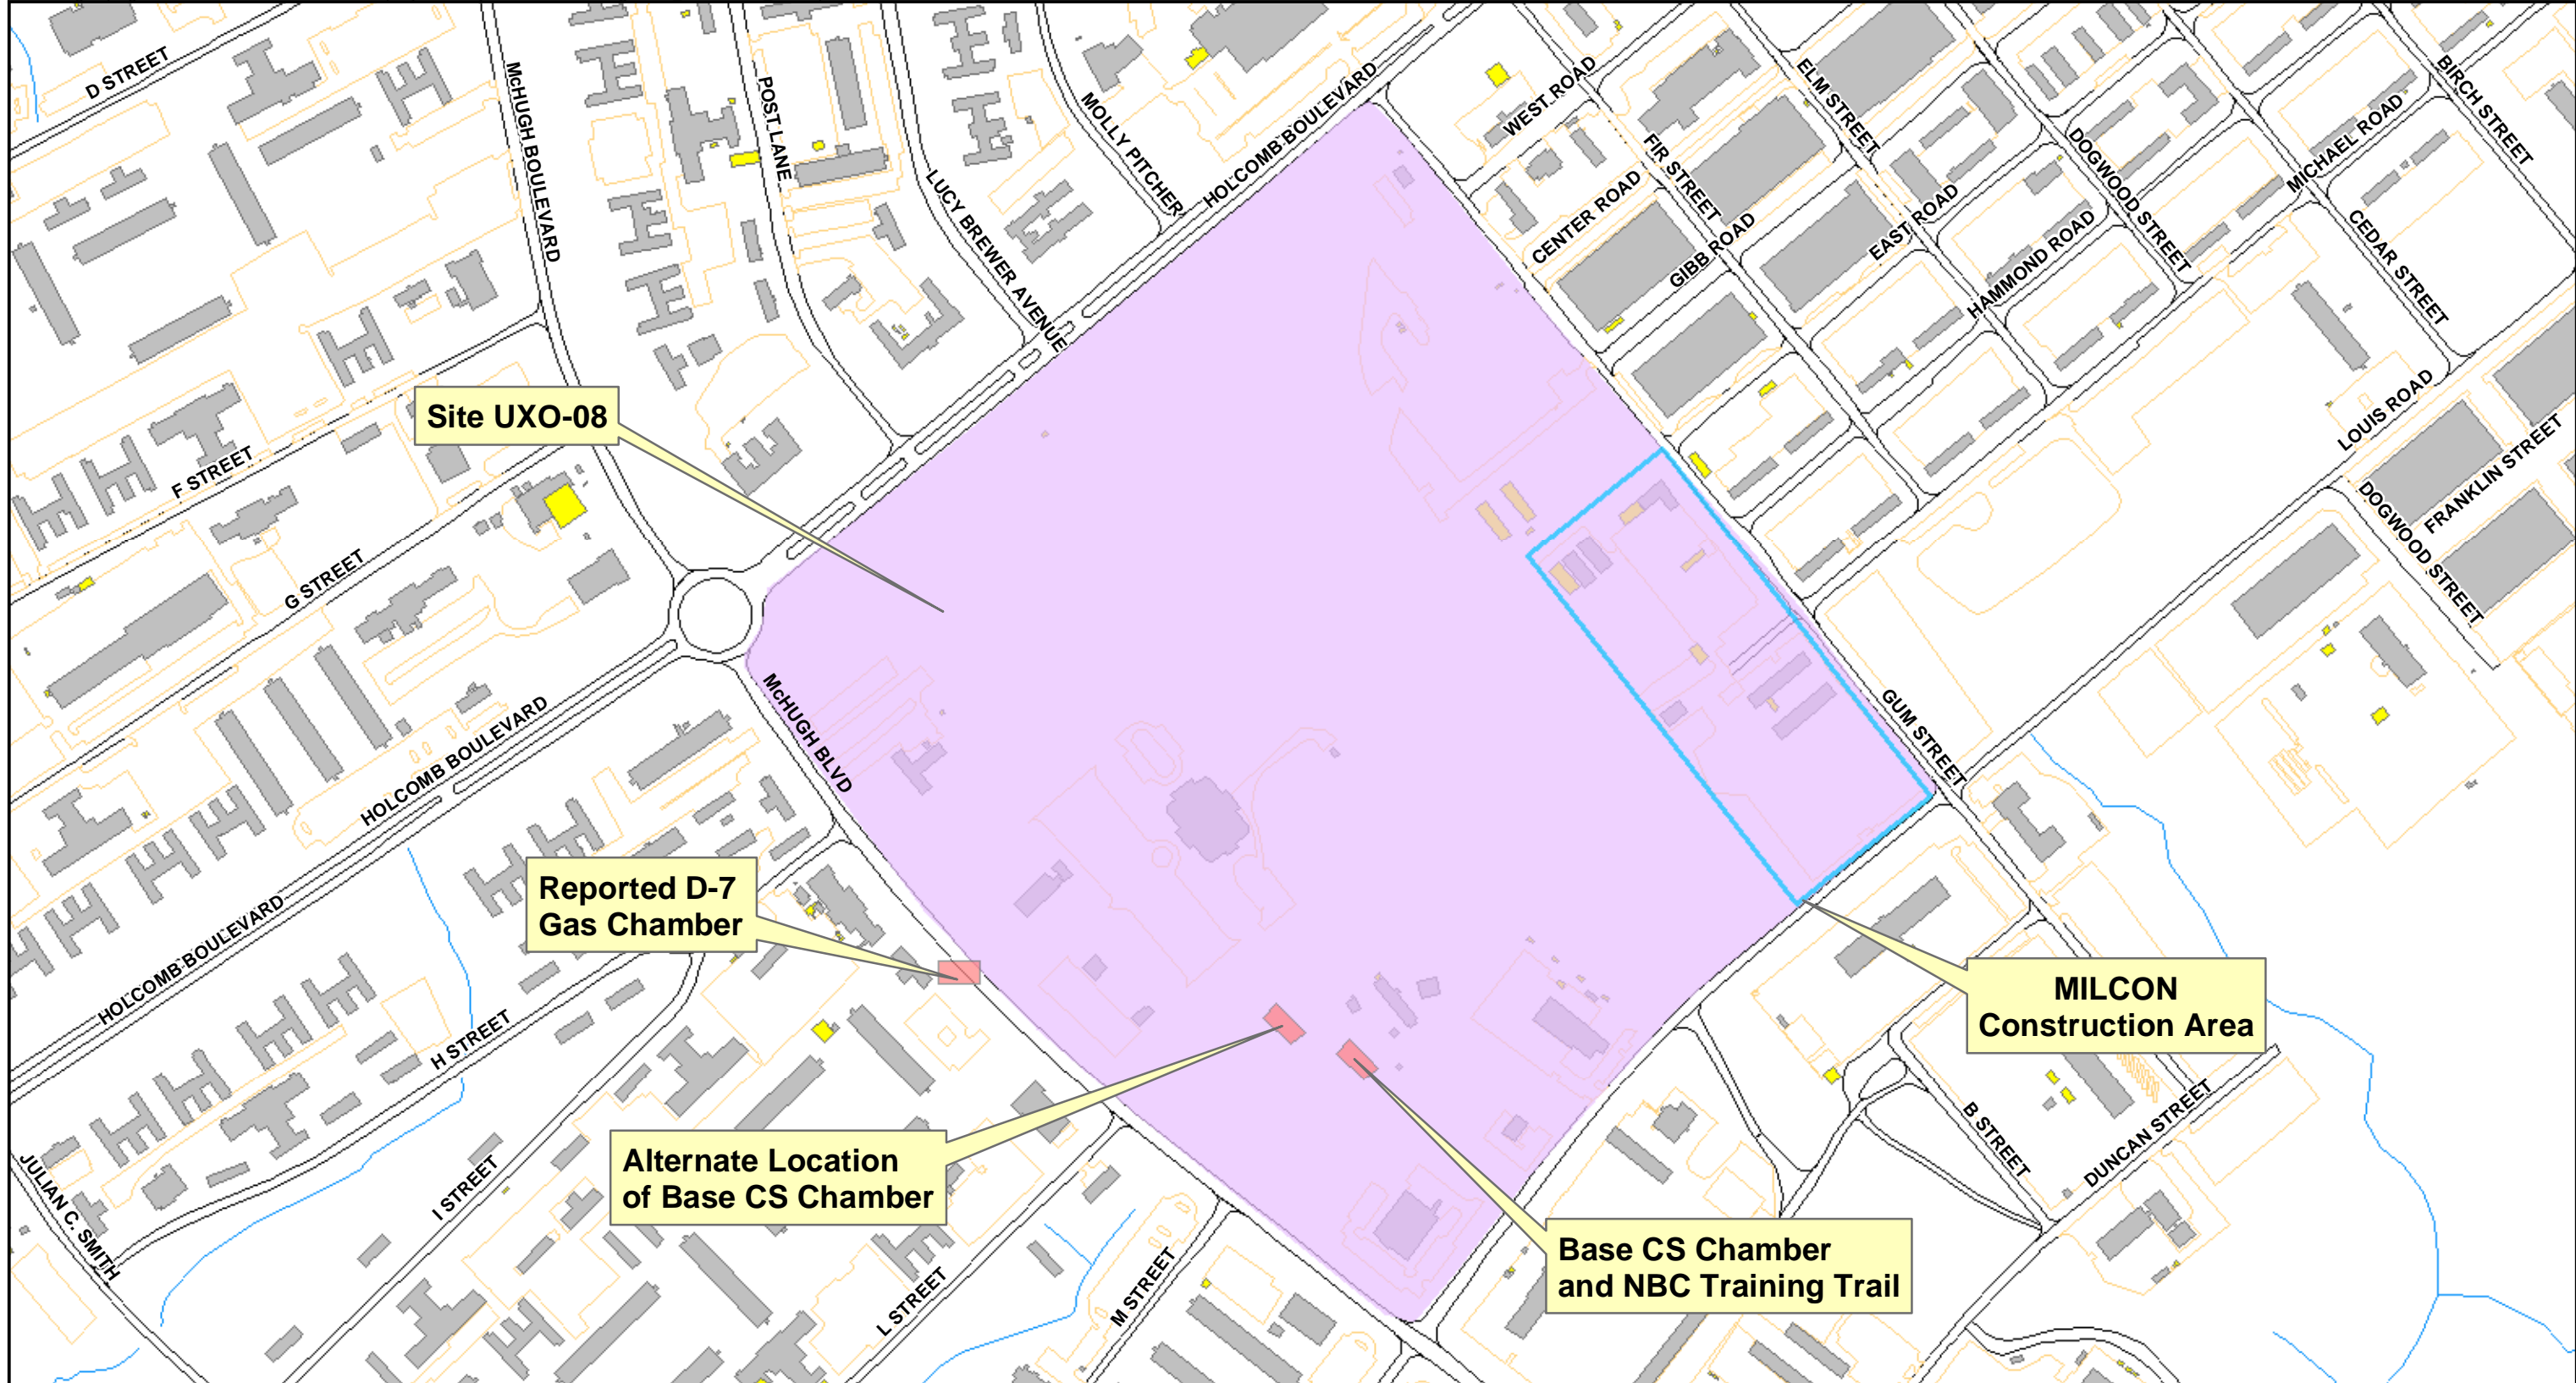 D STREET
McHUGH BOULEVARD
POST LANE
LUCY BREWER AVENUE
MOLLY PITCHER
HOLCOMB BOULEVARD
WEST ROAD
ELM STREET
BIRCH STREET
FIR STREET
DOGWOOD STREET
MICHAEL ROAD
CENTER ROAD
GIBB ROAD
EAST ROAD
HAMMOND ROAD
CEDAR STREET
Site UXO-08
F STREET
G STREET
LOUIS ROAD
FRANKLIN STREET
DOGWOOD STREET
HOLCOMB BOULEVARD
McHUGH BLVD
GUM STREET
Reported D-7
Gas Chamber
HOLCOMB BOULEVARD
H STREET
MILCON
Construction Area
Alternate Location
of Base CS Chamber
JULIAN C. SMITH
I STREET
L STREET
M STREET
Base CS Chamber
and NBC Training Trail
B STREET
DUNCAN STREET